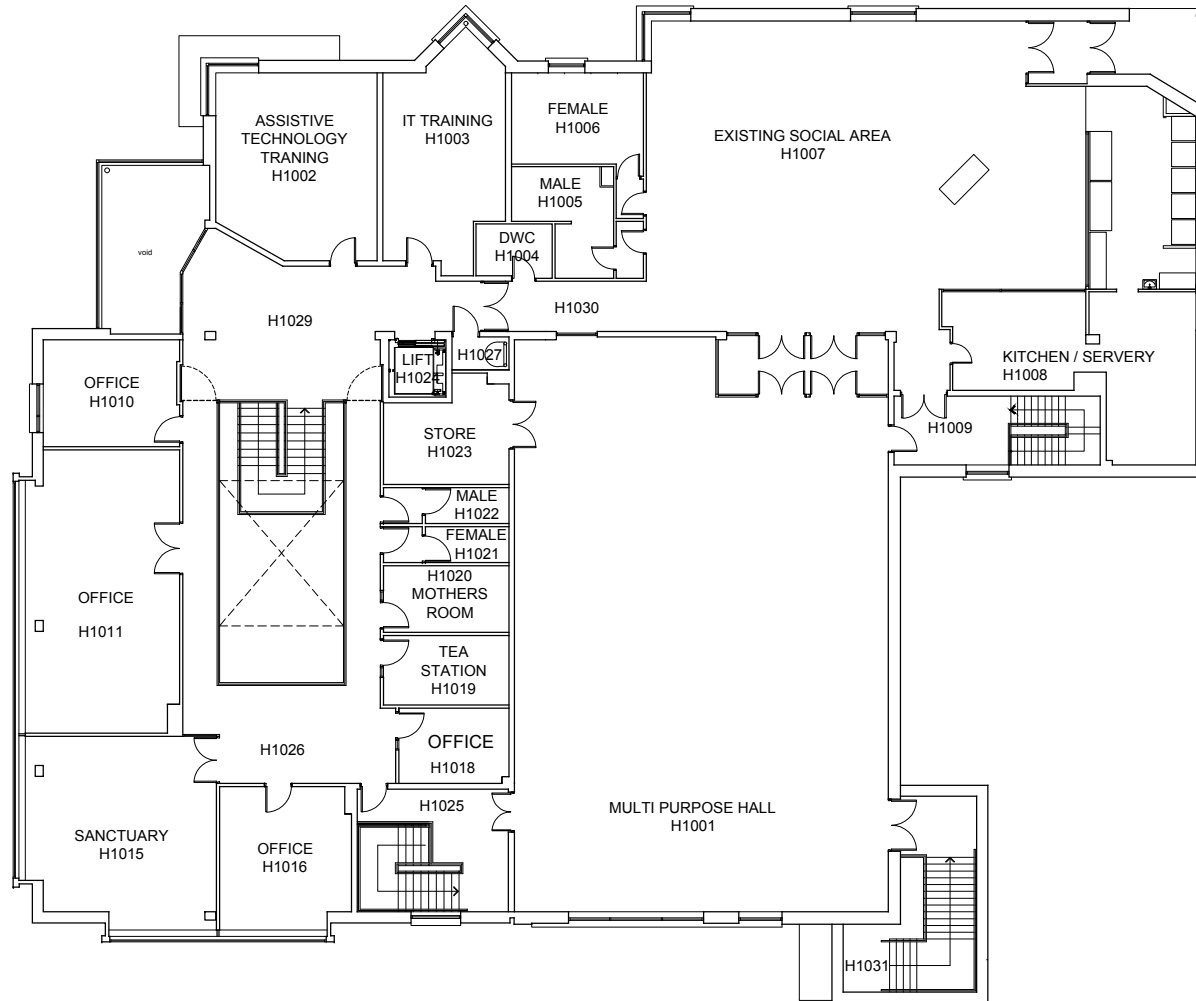 ASSISTIVE
TECHNOLOGY
TRANING
H1002
IT TRAINING
H1003
FEMALE
H1006
EXISTING SOCIAL AREA
H1007
MALE
H1005
DWC
H1004
void
H1029
H1030
LIFT
H1024
H1027
KITCHEN / SERVERY
H1008
OFFICE
H1010
STORE
H1023
H1009
MALE
H1022
FEMALE
H1021
H1020
MOTHERS
ROOM
OFFICE
H1011
TEA
STATION
H1019
H1026
OFFICE
H1018
H1025
MULTI PURPOSE HALL
H1001
SANCTUARY
H1015
OFFICE
H1016
H1031